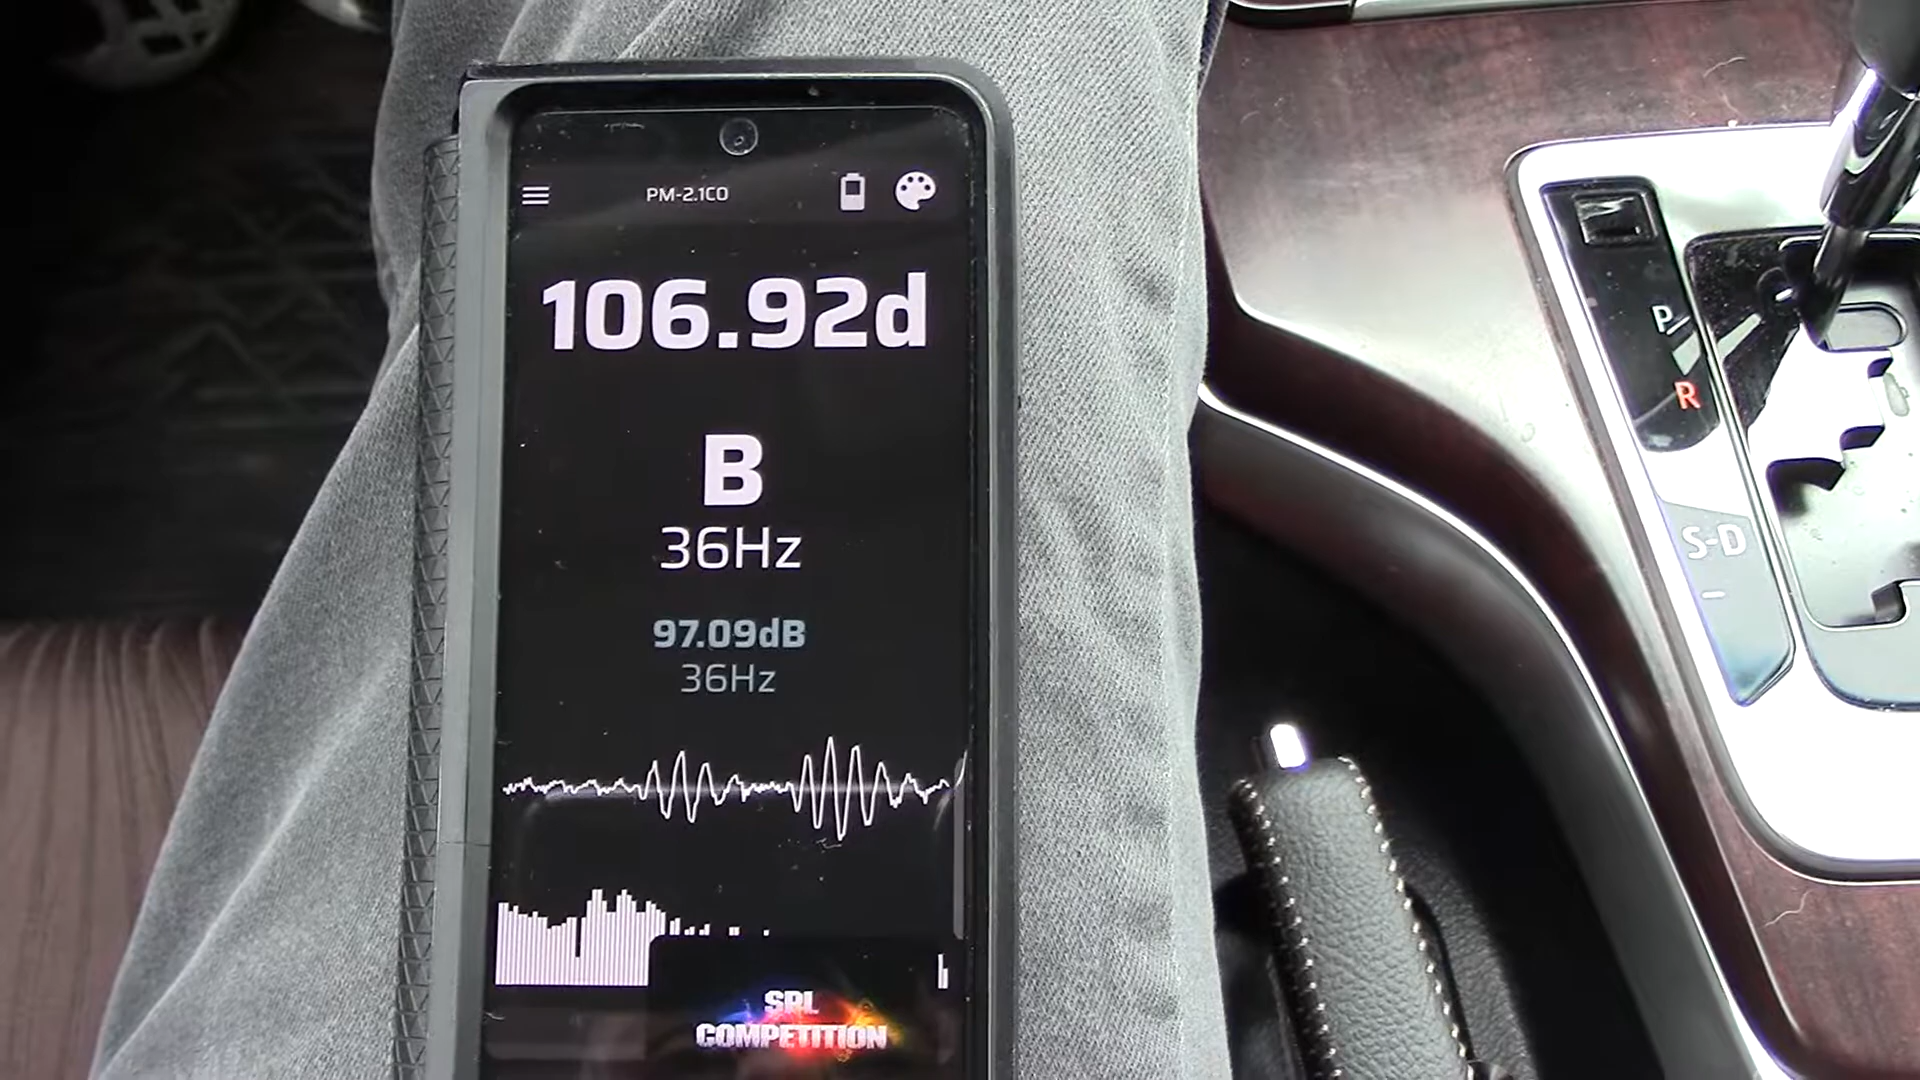 PM-2.1C0
106.92d
B
36Hz
97.09dB
36Hz
SPL
COMPETITION
P
R
S-D
–